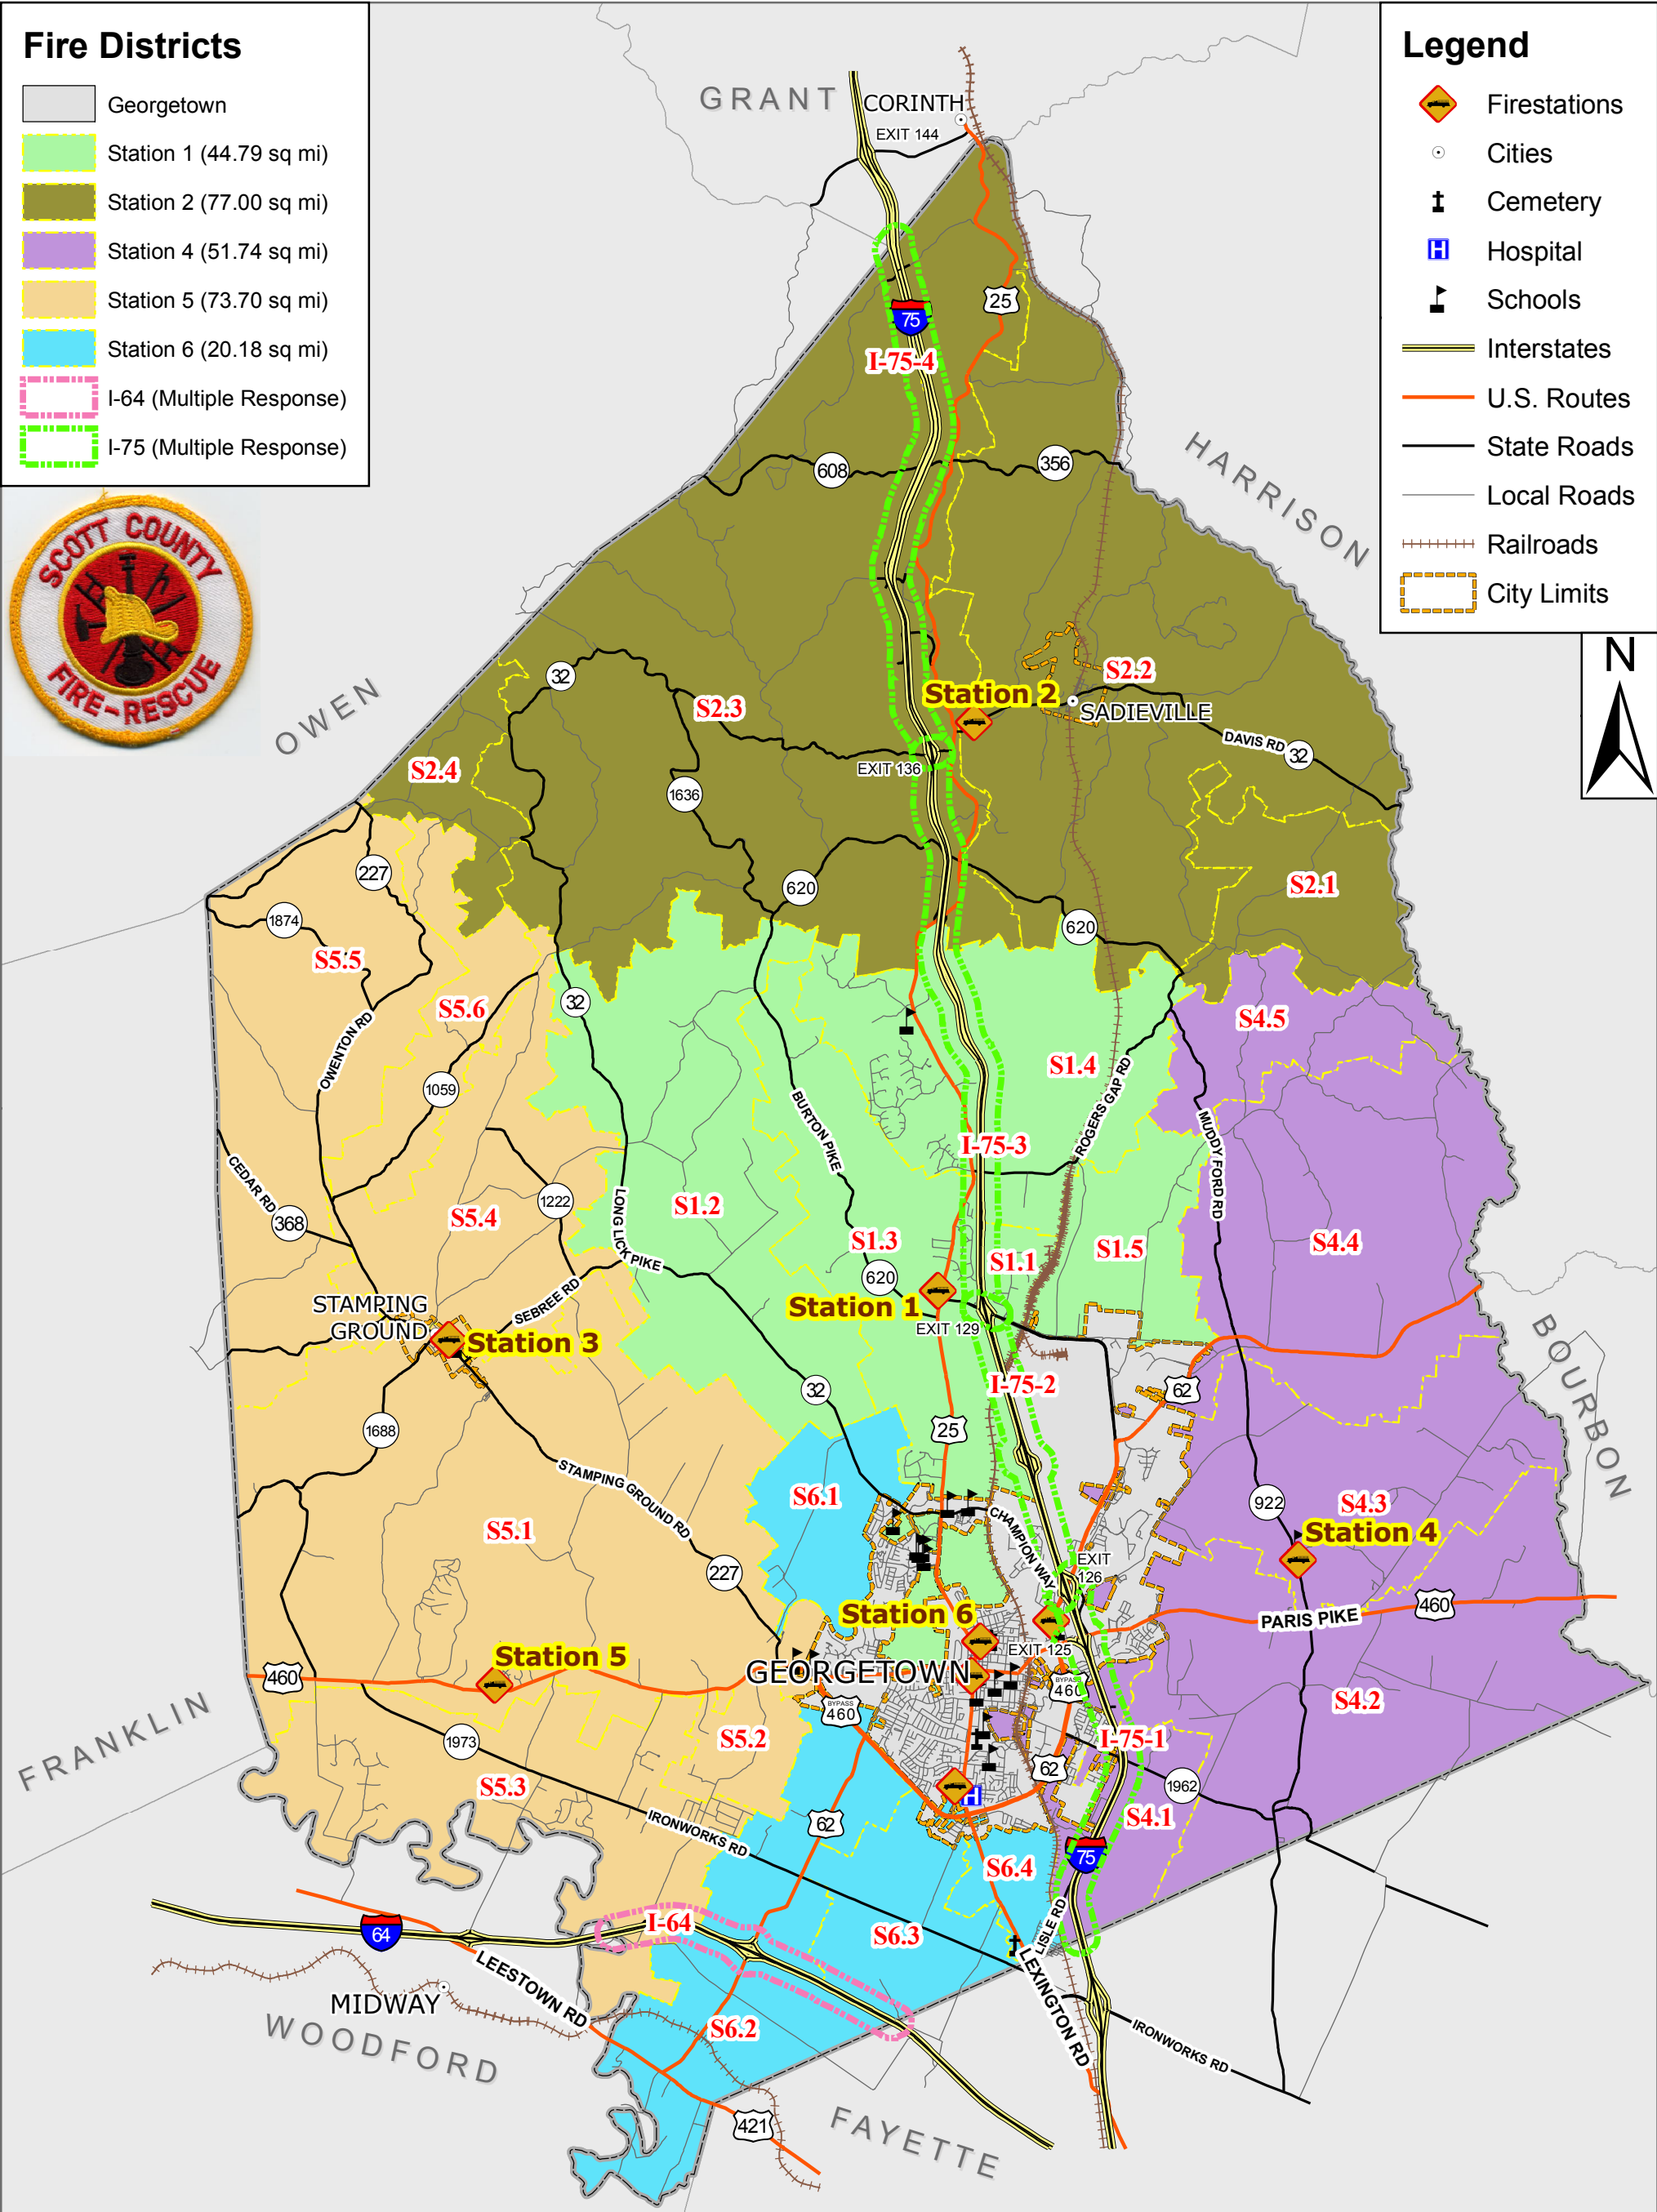 Fire Districts
Georgetown
Station 1 (44.79 sq mi)
Station 2 (77.00 sq mi)
Station 4 (51.74 sq mi)
Station 5 (73.70 sq mi)
Station 6 (20.18 sq mi)
I-64 (Multiple Response)
I-75 (Multiple Response)
SCOTT COUNTY
FIRE-RESCUE
Legend
Firestations
Cities
Cemetery
H Hospital
Schools
Interstates
U.S. Routes
State Roads
Local Roads
Railroads
City Limits
N
GRANT
CORINTH
EXIT 144
25
75
I-75-4
HARRISON
608
356
OWEN
32
S2.3
S2.2
Station 2
SADIEVILLE
S2.4
DAVIS RD
32
EXIT 136
1636
227
620
S2.1
1874
620
S5.5
S5.6
32
S4.5
OWENTON RD
S1.4
1059
BURTON PIKE
ROGERS GAP RD
MUDDY FORD RD
I-75-3
CEDAR RD
368
1222
S5.4
LONG LICK PIKE
S1.2
S1.3
S1.1
S1.5
S4.4
620
STAMPING
GROUND
SEBREE RD
Station 1
EXIT 129
Station 3
BOURBON
32
I-75-2
62
1688
25
STAMPING GROUND RD
S6.1
922
S4.3
S5.1
CHAMPION WAY
Station 4
227
EXIT
126
460
PARIS PIKE
Station 6
Station 5
EXIT 125
GEORGETOWN
460
BYPASS
460
BYPASS
460
S4.2
FRANKLIN
1973
S5.2
I-75-1
S5.3
62
1962
H
IRONWORKS RD
62
S4.1
75
S6.4
I-64
64
S6.3
LISLE RD
LEESTOWN RD
LEXINGTON RD
MIDWAY
WOODFORD
S6.2
IRONWORKS RD
421
FAYETTE